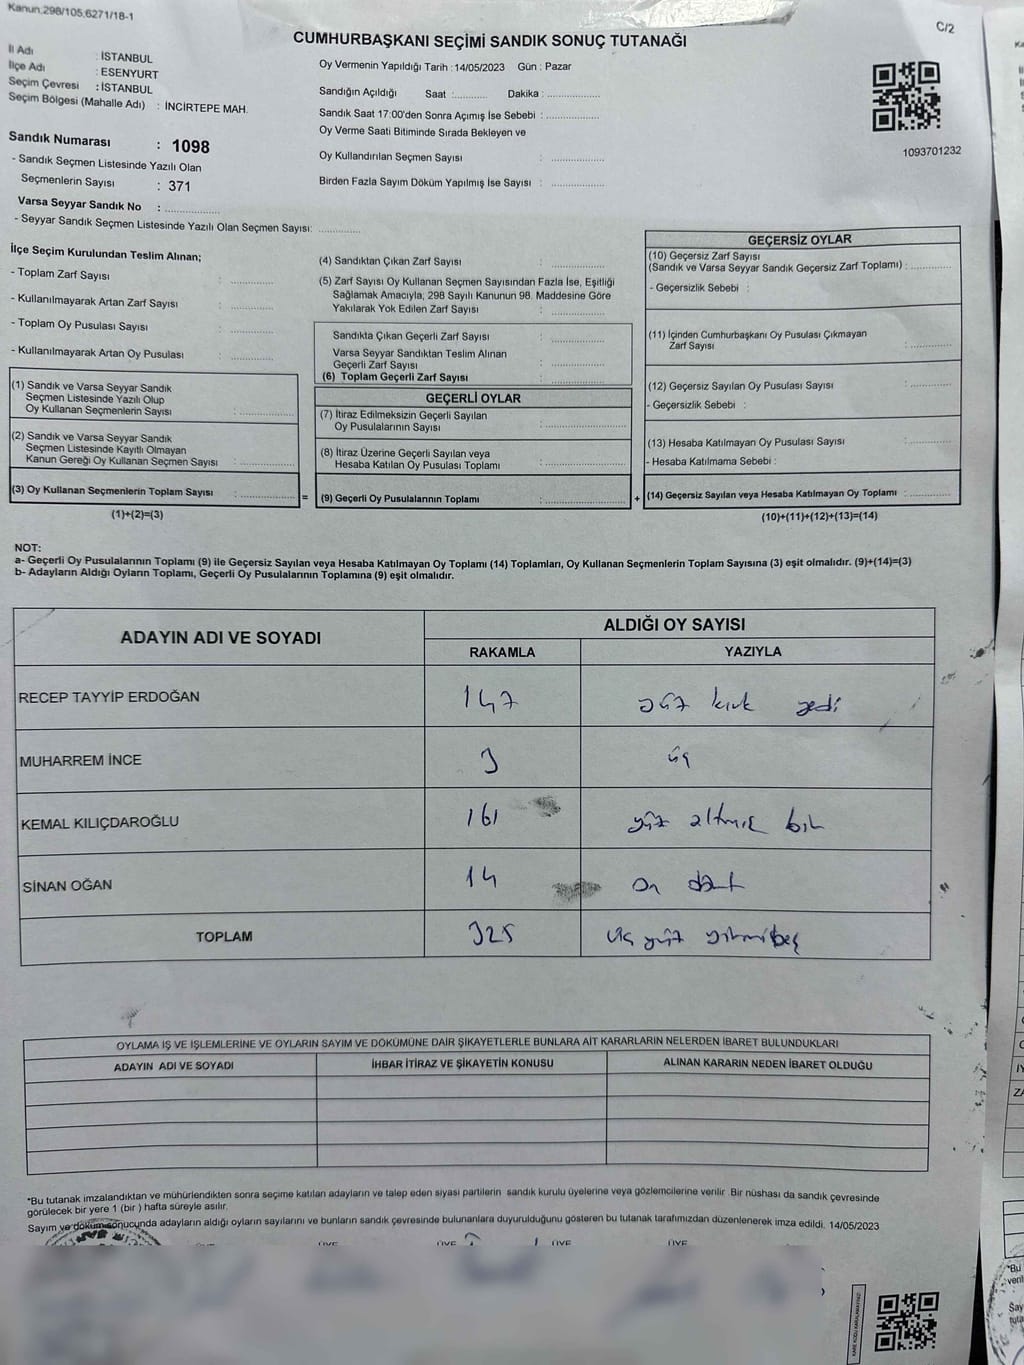 Kanun:298/105;6271/18-1
C/2
CUMHURBAŞKANI SEÇİMİ SANDIK SONUÇ TUTANAĞI
İl Adı : İSTANBUL
İlçe Adı : ESENYURT
Seçim Çevresi : İSTANBUL
Seçim Bölgesi (Mahalle Adı) : İNCİRTEPE MAH.
Sandık Numarası : 1098
- Sandık Seçmen Listesinde Yazılı Olan
Seçmenlerin Sayısı : 371
Varsa Seyyar Sandık No : ..................
- Seyyar Sandık Seçmen Listesinde Yazılı Olan Seçmen Sayısı: .............
Oy Vermenin Yapıldığı Tarih :14/05/2023 Gün : Pazar
Sandığın Açıldığı Saat :........... Dakika : .................
Sandık Saat 17:00'den Sonra Açımış İse Sebebi : .................
Oy Verme Saati Bitiminde Sırada Bekleyen ve
Oy Kullandırılan Seçmen Sayısı : .................
Birden Fazla Sayım Döküm Yapılmış İse Sayısı : .................
1093701232
İlçe Seçim Kurulundan Teslim Alınan;
- Toplam Zarf Sayısı : .............
- Kullanılmayarak Artan Zarf Sayısı : .............
- Toplam Oy Pusulası Sayısı : .............
- Kullanılmayarak Artan Oy Pusulası : .............
(1) Sandık ve Varsa Seyyar Sandık
Seçmen Listesinde Yazılı Olup
Oy Kullanan Seçmenlerin Sayısı : .................
(2) Sandık ve Varsa Seyyar Sandık
Seçmen Listesinde Kayıtlı Olmayan
Kanun Gereği Oy Kullanan Seçmen Sayısı : .................
(3) Oy Kullanan Seçmenlerin Toplam Sayısı : ................. =
(1)+(2)=(3)
(4) Sandıktan Çıkan Zarf Sayısı : .................
(5) Zarf Sayısı Oy Kullanan Seçmen Sayısından Fazla İse, Eşitliği
Sağlamak Amacıyla, 298 Sayılı Kanunun 98. Maddesine Göre
Yakılarak Yok Edilen Zarf Sayısı : .................
Sandıkta Çıkan Geçerli Zarf Sayısı : .................
Varsa Seyyar Sandıktan Teslim Alınan
Geçerli Zarf Sayısı : .................
(6) Toplam Geçerli Zarf Sayısı : .................
GEÇERLİ OYLAR
(7) İtiraz Edilmeksizin Geçerli Sayılan
Oy Pusulalarının Sayısı : .................
(8) İtiraz Üzerine Geçerli Sayılan veya
Hesaba Katılan Oy Pusulası Toplamı : .................
(9) Geçerli Oy Pusulalarının Toplamı : ................. +
GEÇERSİZ OYLAR
(10) Geçersiz Zarf Sayısı
(Sandık ve Varsa Seyyar Sandık Geçersiz Zarf Toplamı) : .............
- Geçersizlik Sebebi :
(11) İçinden Cumhurbaşkanı Oy Pusulası Çıkmayan
Zarf Sayısı : .............
(12) Geçersiz Sayılan Oy Pusulası Sayısı : .............
- Geçersizlik Sebebi :
(13) Hesaba Katılmayan Oy Pusulası Sayısı : .............
- Hesaba Katılmama Sebebi :
(14) Geçersiz Sayılan veya Hesaba Katılmayan Oy Toplamı : .............
(10)+(11)+(12)+(13)=(14)
NOT:
a- Geçerli Oy Pusulalarının Toplamı (9) ile Geçersiz Sayılan veya Hesaba Katılmayan Oy Toplamı (14) Toplamları, Oy Kullanan Seçmenlerin Toplam Sayısına (3) eşit olmalıdır. (9)+(14)=(3)
b- Adayların Aldığı Oyların Toplamı, Geçerli Oy Pusulalarının Toplamına (9) eşit olmalıdır.
ADAYIN ADI VE SOYADI ALDIĞI OY SAYISI
RAKAMLA YAZIYLA
RECEP TAYYİP ERDOĞAN 147 yüz kırk yedi
MUHARREM İNCE 3 üç
KEMAL KILIÇDAROĞLU 161 yüz altmış bir
SİNAN OĞAN 14 on dört
TOPLAM 325 üç yüz yirmibeş
OYLAMA İŞ VE İŞLEMLERİNE VE OYLARIN SAYIM VE DÖKÜMÜNE DAİR ŞİKAYETLERLE BUNLARA AİT KARARLARIN NELERDEN İBARET BULUNDUKLARI
ADAYIN ADI VE SOYADI İHBAR İTİRAZ VE ŞİKAYETİN KONUSU ALINAN KARARIN NEDEN İBARET OLDUĞU
*Bu tutanak imzalandıktan ve mühürlendikten sonra seçime katılan adayların ve talep eden siyasi partilerin sandık kurulu üyelerine veya gözlemcilerine verilir Bir nüshası da sandık çevresinde
görülecek bir yere 1 (bir ) hafta süreyle asılır.
Sayım ve döküm sonucunda adayların aldığı oyların sayılarını ve bunların sandık çevresinde bulunanlara duyurulduğunu gösteren bu tutanak tarafımızdan düzenlenerek imza edildi. 14/05/2023
ÜYE ÜYE ÜYE ÜYE